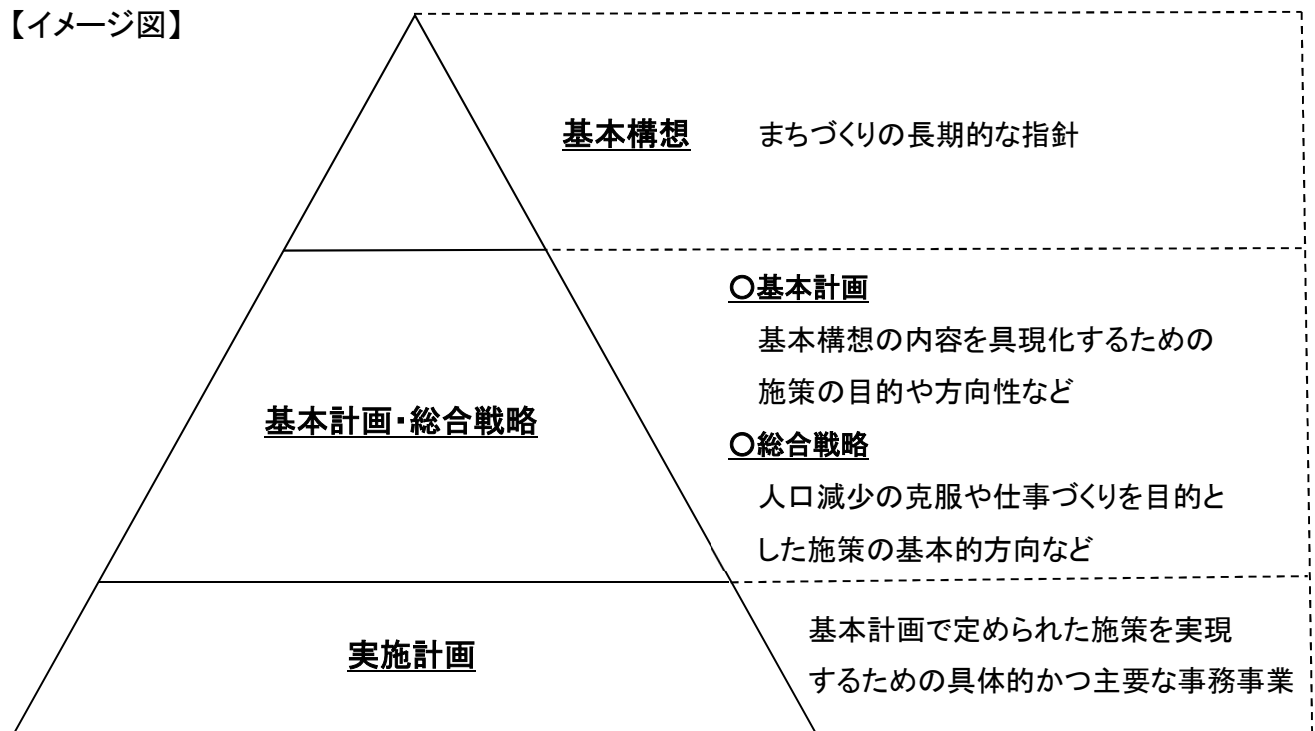 【イメージ図】
基本構想 まちづくりの長期的な指針
基本計画・総合戦略
〇基本計画
基本構想の内容を具現化するための
施策の目的や方向性など
〇総合戦略
人口減少の克服や仕事づくりを目的と
した施策の基本的方向など
実施計画
基本計画で定められた施策を実現
するための具体的かつ主要な事務事業